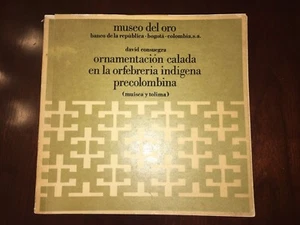 museo del oro
banco de la república - bogotá - colombia, s.a.
david ronsnegra
ornamentación calada
en la orfebrería indígena
precolombina
(muisca y tolima)